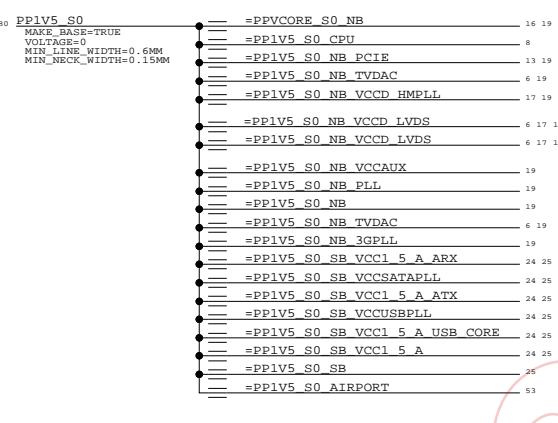 80 PP1V5_S0
MAKE_BASE=TRUE
VOLTAGE=0
MIN_LINE_WIDTH=0.6MM
MIN_NECK_WIDTH=0.15MM
=PPVCORE_S0_NB 16 19
=PP1V5_S0_CPU 8
=PP1V5_S0_NB_PCIE 13 19
=PP1V5_S0_NB_TVDAC 6 19
=PP1V5_S0_NB_VCCD_HMPLL 17 19
=PP1V5_S0_NB_VCCD_LVDS 6 17 1
=PP1V5_S0_NB_VCCD_LVDS 6 17 1
=PP1V5_S0_NB_VCCAUX 19
=PP1V5_S0_NB_PLL 19
=PP1V5_S0_NB 19
=PP1V5_S0_NB_TVDAC 6 19
=PP1V5_S0_NB_3GPLL 19
=PP1V5_S0_SB_VCC1_5_A_ARX 24 25
=PP1V5_S0_SB_VCCSATAPLL 24 25
=PP1V5_S0_SB_VCC1_5_A_ATX 24 25
=PP1V5_S0_SB_VCCUSBPLL 24 25
=PP1V5_S0_SB_VCC1_5_A_USB_CORE 24 25
=PP1V5_S0_SB_VCC1_5_A 24 25
=PP1V5_S0_SB 25
=PP1V5_S0_AIRPORT 53